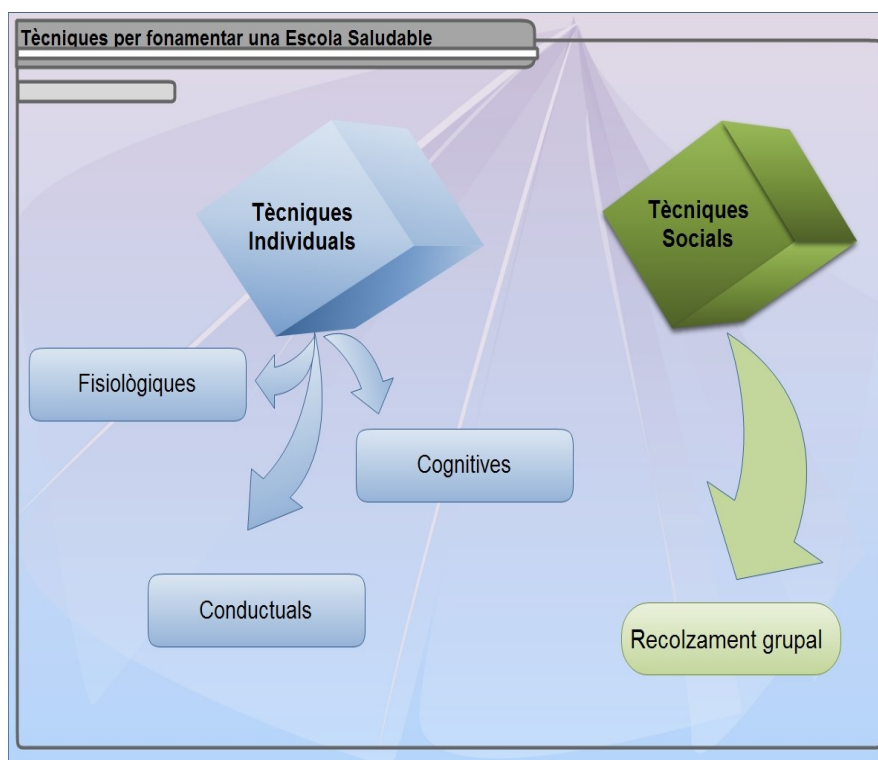 Tècniques per fonamentar una Escola Saludable
Tècniques
Individuals
Tècniques
Socials
Fisiològiques
Cognitives
Conductuals
Recolzament grupal